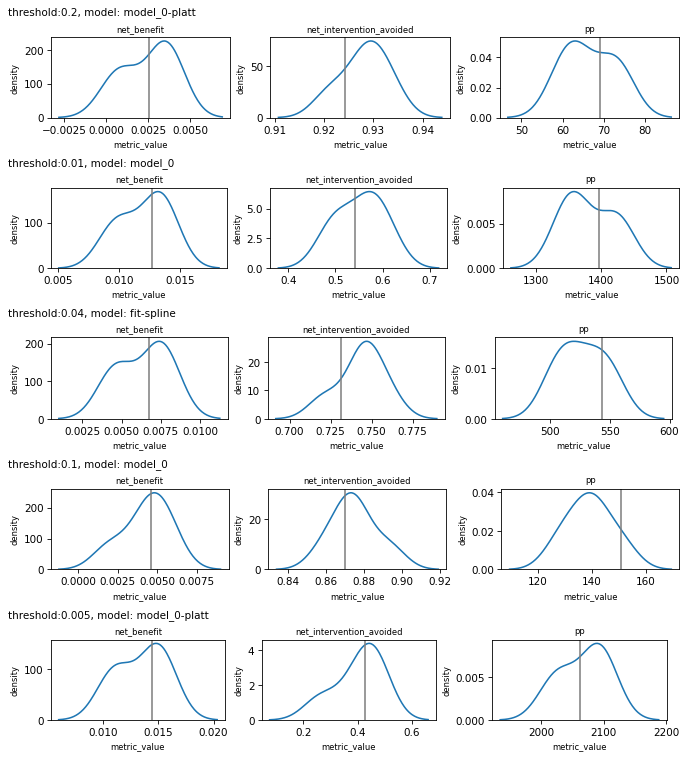 threshold:0.2, model: model_0-platt
net_benefit net_intervention_avoided pp
density 200 100 0
density 50 0
density 0.04 0.02 0.00
−0.0025 0.0000 0.0025 0.0050
0.91 0.92 0.93 0.94
50 60 70 80
metric_value metric_value metric_value
threshold:0.01, model: model_0
net_benefit net_intervention_avoided pp
density 100 0
density 5.0 2.5 0.0
density 0.005 0.000
0.005 0.010 0.015
0.4 0.5 0.6 0.7
1300 1400 1500
metric_value metric_value metric_value
threshold:0.04, model: fit-spline
net_benefit net_intervention_avoided pp
density 200 100 0
density 20 10 0
density 0.01 0.00
0.0025 0.0050 0.0075 0.0100
0.700 0.725 0.750 0.775
500 550 600
metric_value metric_value metric_value
threshold:0.1, model: model_0
net_benefit net_intervention_avoided pp
density 200 100 0
density 20 0
density 0.04 0.02 0.00
0.0000 0.0025 0.0050 0.0075
0.84 0.86 0.88 0.90 0.92
120 140 160
metric_value metric_value metric_value
threshold:0.005, model: model_0-platt
net_benefit net_intervention_avoided pp
density 100 0
density 4 2 0
density 0.005 0.000
0.010 0.015 0.020
0.2 0.4 0.6
2000 2100 2200
metric_value metric_value metric_value